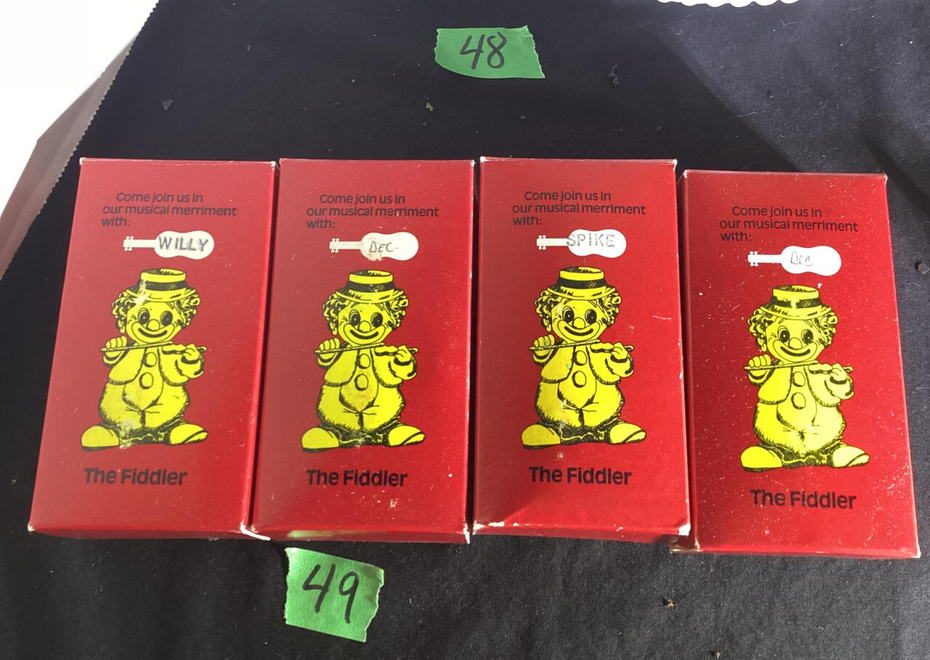 48
Come join us in
our musical merriment
with:
WILLY
The Fiddler
Come join us in
our musical merriment
with:
DEC.
The Fiddler
Come join us in
our musical merriment
with:
SPIKE
The Fiddler
Come join us in
our musical merriment
with:
Dec
The Fiddler
49